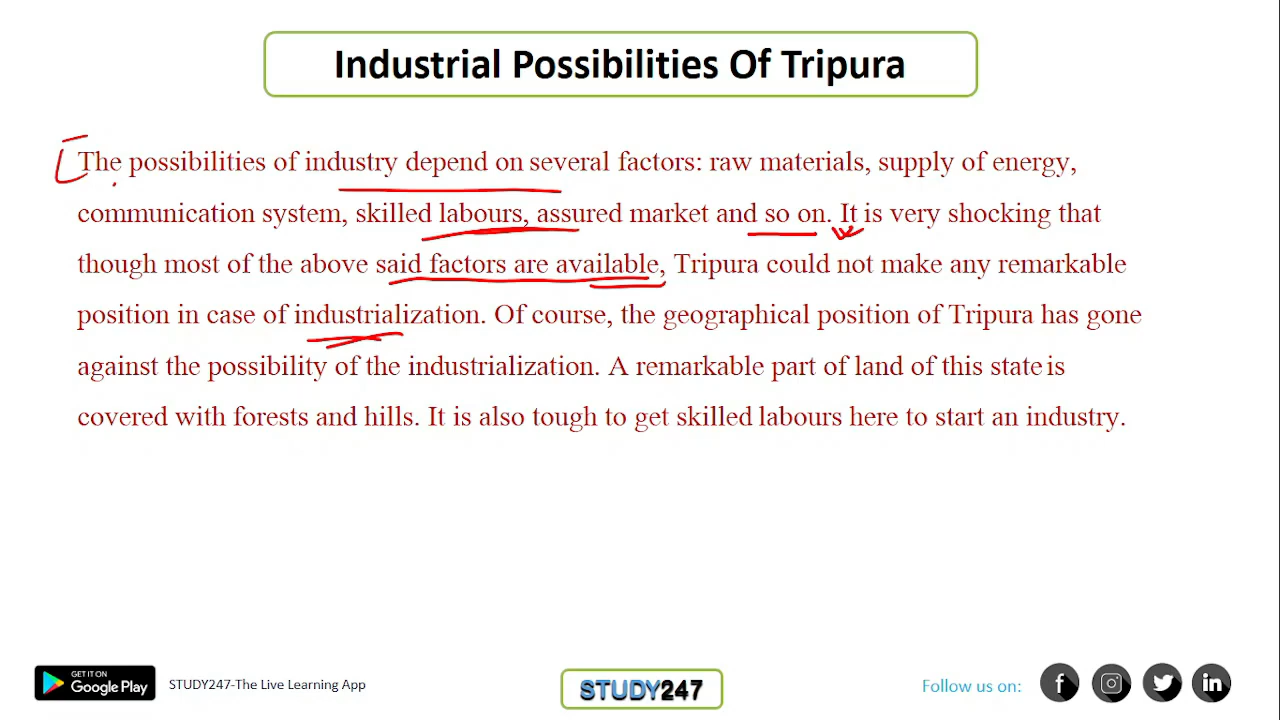 Industrial Possibilities Of Tripura
The possibilities of industry depend on several factors: raw materials, supply of energy,
communication system, skilled labours, assured market and so on. It is very shocking that
though most of the above said factors are available, Tripura could not make any remarkable
position in case of industrialization. Of course, the geographical position of Tripura has gone
against the possibility of the industrialization. A remarkable part of land of this state is
covered with forests and hills. It is also tough to get skilled labours here to start an industry.
GET IT ON
Google Play
STUDY247-The Live Learning App
STUDY247
Follow us on: